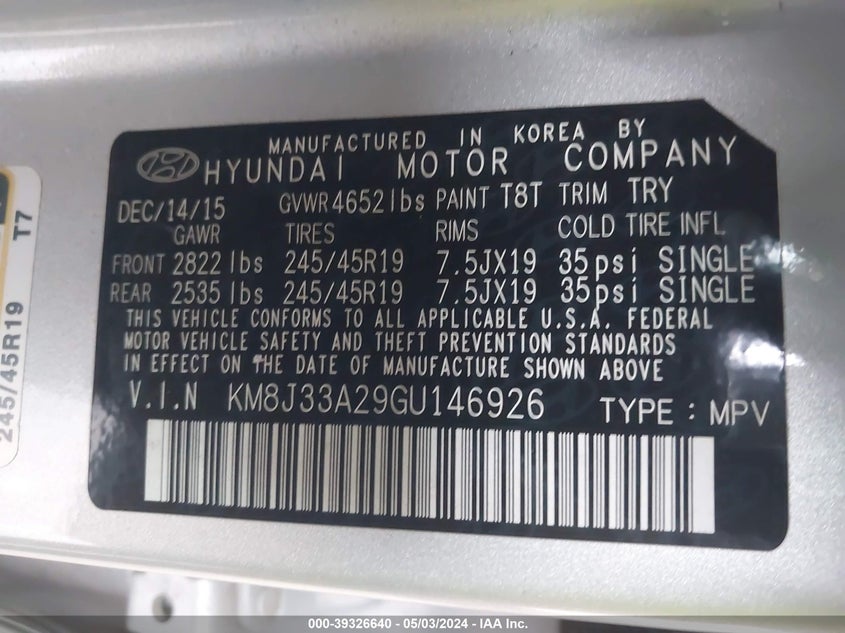 MANUFACTURED IN KOREA BY
HYUNDAI MOTOR COMPANY
DEC/14/15 GVWR 4652lbs PAINT T8T TRIM TRY
GAWR TIRES RIMS COLD TIRE INFL
FRONT 2822 lbs 245/45R19 7.5JX19 35psi SINGLE
REAR 2535 lbs 245/45R19 7.5JX19 35psi SINGLE
THIS VEHICLE CONFORMS TO ALL APPLICABLE U.S.A. FEDERAL
MOTOR VEHICLE SAFETY AND THEFT PREVENTION STANDARDS
IN EFFECT ON THE DATE OF MANUFACTURE SHOWN ABOVE.
V.I.N KM8J33A29GU146926 TYPE : MPV
245/45R19 T7
000-39326640 - 05/03/2024 - IAA Inc.